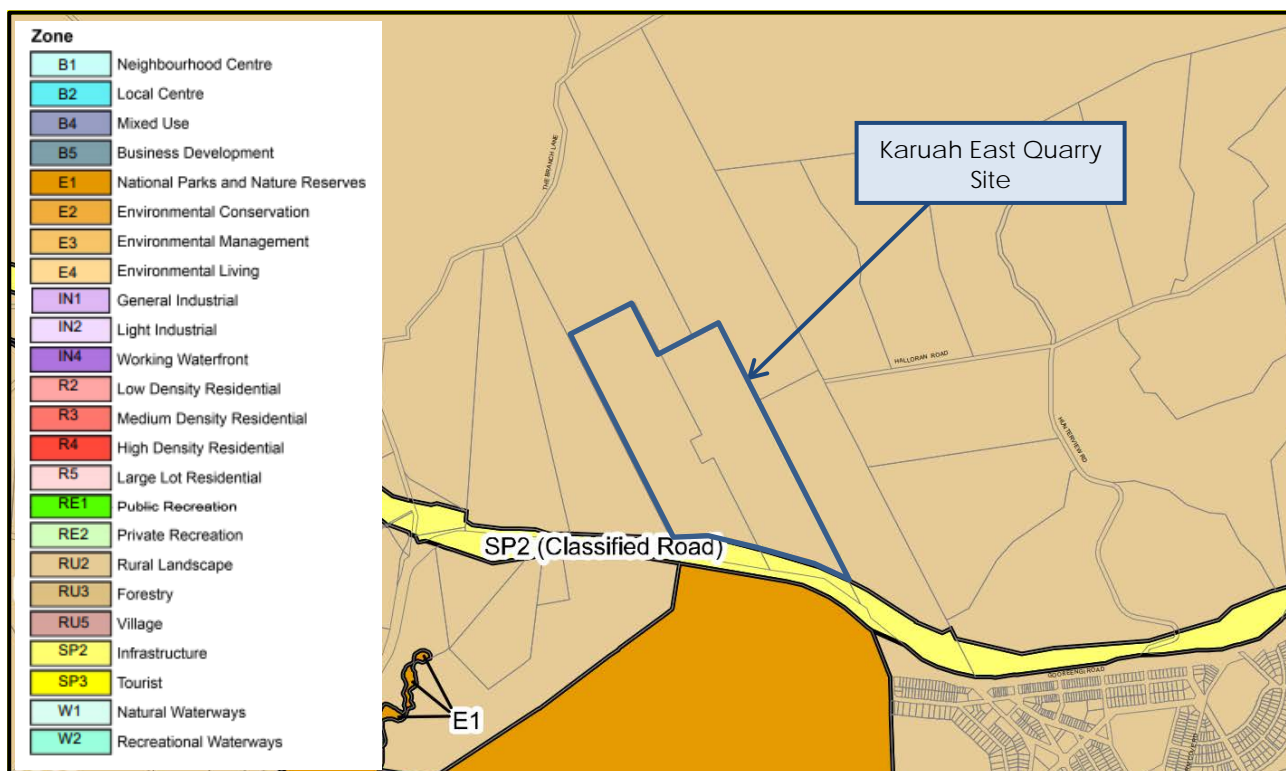 Zone
B1 Neighbourhood Centre
B2 Local Centre
B4 Mixed Use
B5 Business Development
E1 National Parks and Nature Reserves
E2 Environmental Conservation
E3 Environmental Management
E4 Environmental Living
IN1 General Industrial
IN2 Light Industrial
IN4 Working Waterfront
R2 Low Density Residential
R3 Medium Density Residential
R4 High Density Residential
R5 Large Lot Residential
RE1 Public Recreation
RE2 Private Recreation
RU2 Rural Landscape
RU3 Forestry
RU5 Village
SP2 Infrastructure
SP3 Tourist
W1 Natural Waterways
W2 Recreational Waterways
THE BRANCH LANE
Karuah East Quarry
Site
HALLORAN ROAD
HUNTERVIEW RD
SP2 (Classified Road)
E1